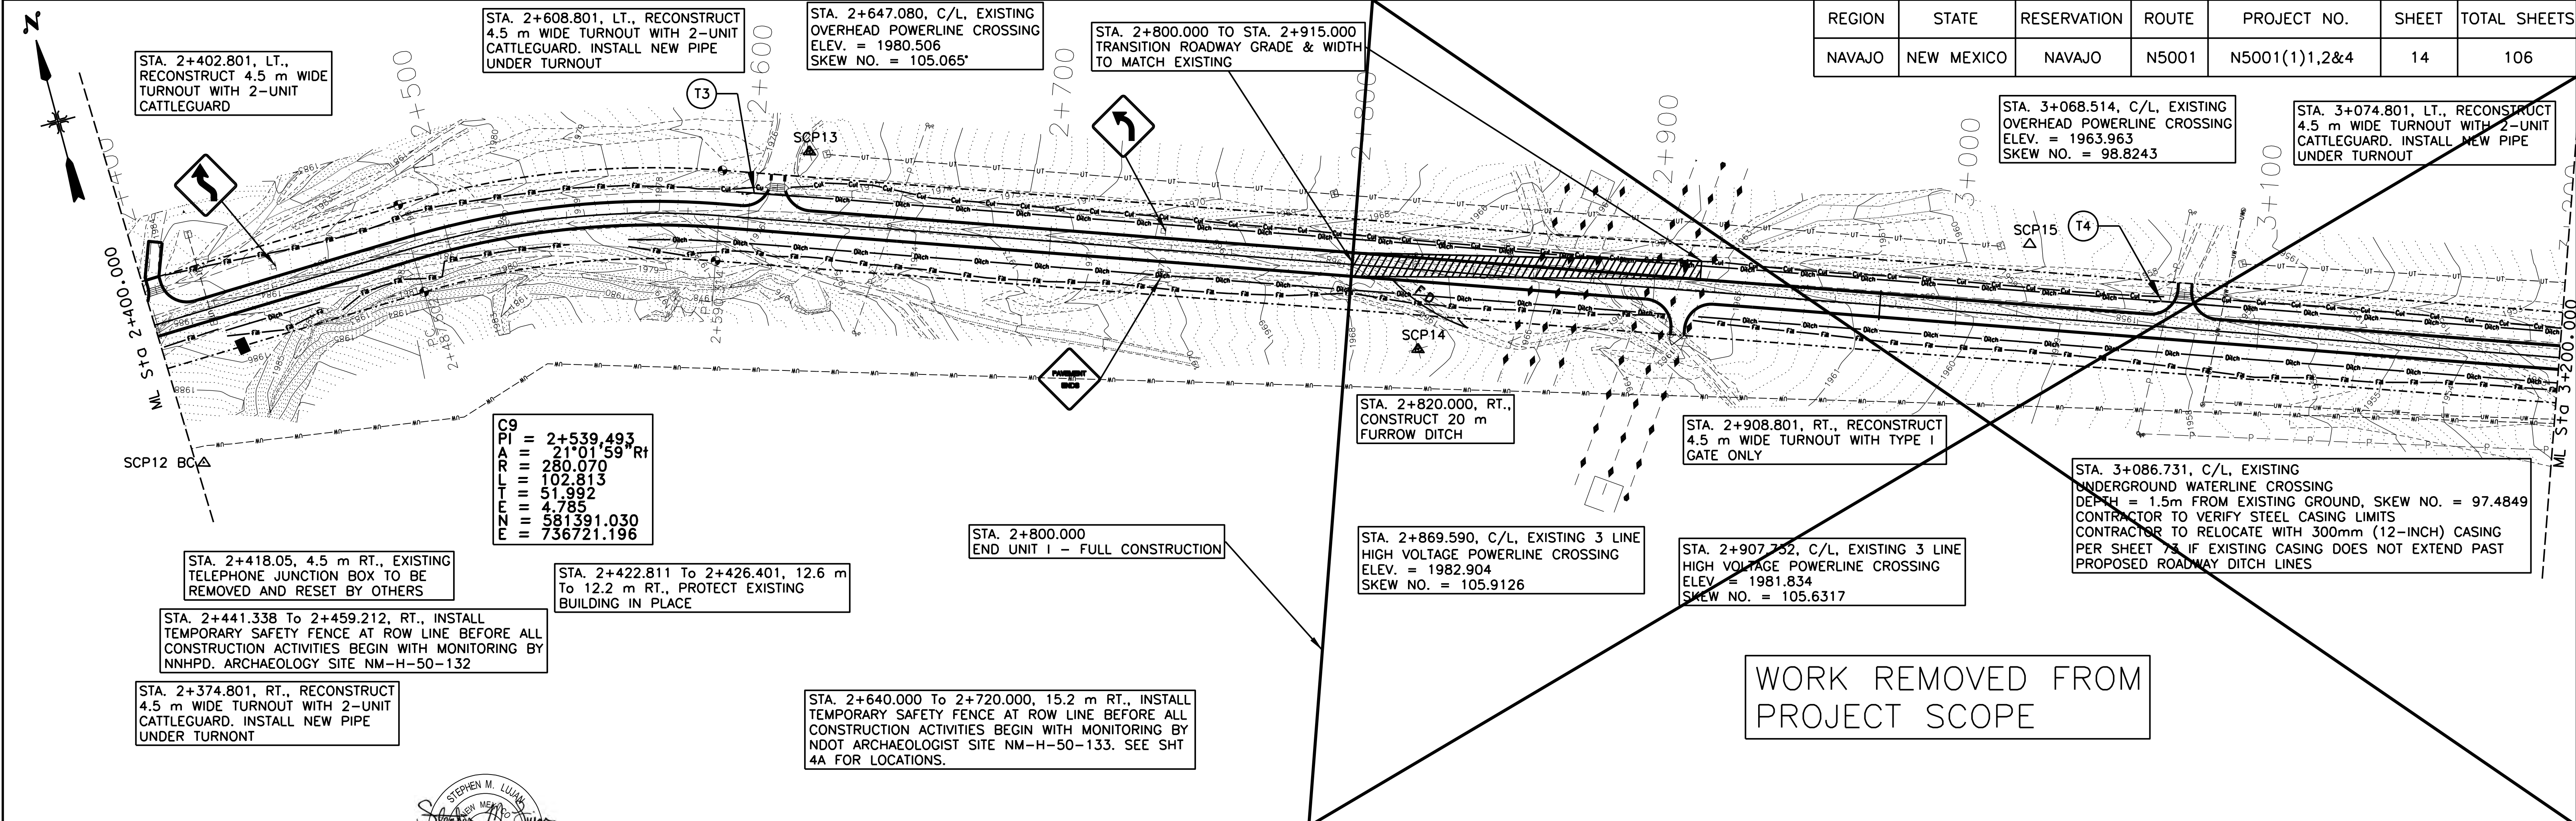 REGION STATE RESERVATION ROUTE PROJECT NO. SHEET TOTAL SHEETS
NAVAJO NEW MEXICO NAVAJO N5001 N5001(1)1,2&4 14 106
N
STA. 2+402.801, LT.,
RECONSTRUCT 4.5 m WIDE
TURNOUT WITH 2-UNIT
CATTLEGUARD
STA. 2+608.801, LT., RECONSTRUCT
4.5 m WIDE TURNOUT WITH 2-UNIT
CATTLEGUARD. INSTALL NEW PIPE
UNDER TURNOUT
STA. 2+647.080, C/L, EXISTING
OVERHEAD POWERLINE CROSSING
ELEV. = 1980.506
SKEW NO. = 105.065°
STA. 2+800.000 TO STA. 2+915.000
TRANSITION ROADWAY GRADE & WIDTH
TO MATCH EXISTING
STA. 3+068.514, C/L, EXISTING
OVERHEAD POWERLINE CROSSING
ELEV. = 1963.963
SKEW NO. = 98.8243
STA. 3+074.801, LT., RECONSTRUCT
4.5 m WIDE TURNOUT WITH 2-UNIT
CATTLEGUARD. INSTALL NEW PIPE
UNDER TURNOUT
2+500
2+600
2+700
2+800
2+900
3+000
3+100
T3
T4
SCP13
SCP15
SCP14
SCP12 BC
ML Sta 2+400.000
ML Sta 3+200.000
PAVEMENT
ENDS
C9
PI = 2+539.493
A = 21°01'59"Rt
R = 280.070
L = 102.813
T = 51.992
E = 4.785
N = 581391.030
E = 736721.196
STA. 2+820.000, RT.,
CONSTRUCT 20 m
FURROW DITCH
STA. 2+908.801, RT., RECONSTRUCT
4.5 m WIDE TURNOUT WITH TYPE I
GATE ONLY
STA. 3+086.731, C/L, EXISTING
UNDERGROUND WATERLINE CROSSING
DEPTH = 1.5m FROM EXISTING GROUND, SKEW NO. = 97.4849
CONTRACTOR TO VERIFY STEEL CASING LIMITS
CONTRACTOR TO RELOCATE WITH 300mm (12-INCH) CASING
PER SHEET 73 IF EXISTING CASING DOES NOT EXTEND PAST
PROPOSED ROADWAY DITCH LINES
STA. 2+800.000
END UNIT I - FULL CONSTRUCTION
STA. 2+869.590, C/L, EXISTING 3 LINE
HIGH VOLTAGE POWERLINE CROSSING
ELEV. = 1982.904
SKEW NO. = 105.9126
STA. 2+907.732, C/L, EXISTING 3 LINE
HIGH VOLTAGE POWERLINE CROSSING
ELEV. = 1981.834
SKEW NO. = 105.6317
STA. 2+418.05, 4.5 m RT., EXISTING
TELEPHONE JUNCTION BOX TO BE
REMOVED AND RESET BY OTHERS
STA. 2+422.811 To 2+426.401, 12.6 m
To 12.2 m RT., PROTECT EXISTING
BUILDING IN PLACE
STA. 2+441.338 To 2+459.212, RT., INSTALL
TEMPORARY SAFETY FENCE AT ROW LINE BEFORE ALL
CONSTRUCTION ACTIVITIES BEGIN WITH MONITORING BY
NNHPD. ARCHAEOLOGY SITE NM-H-50-132
STA. 2+374.801, RT., RECONSTRUCT
4.5 m WIDE TURNOUT WITH 2-UNIT
CATTLEGUARD. INSTALL NEW PIPE
UNDER TURNONT
STA. 2+640.000 To 2+720.000, 15.2 m RT., INSTALL
TEMPORARY SAFETY FENCE AT ROW LINE BEFORE ALL
CONSTRUCTION ACTIVITIES BEGIN WITH MONITORING BY
NDOT ARCHAEOLOGIST SITE NM-H-50-133. SEE SHT
4A FOR LOCATIONS.
WORK REMOVED FROM
PROJECT SCOPE
STEPHEN M. LUJAN
NEW MEXICO